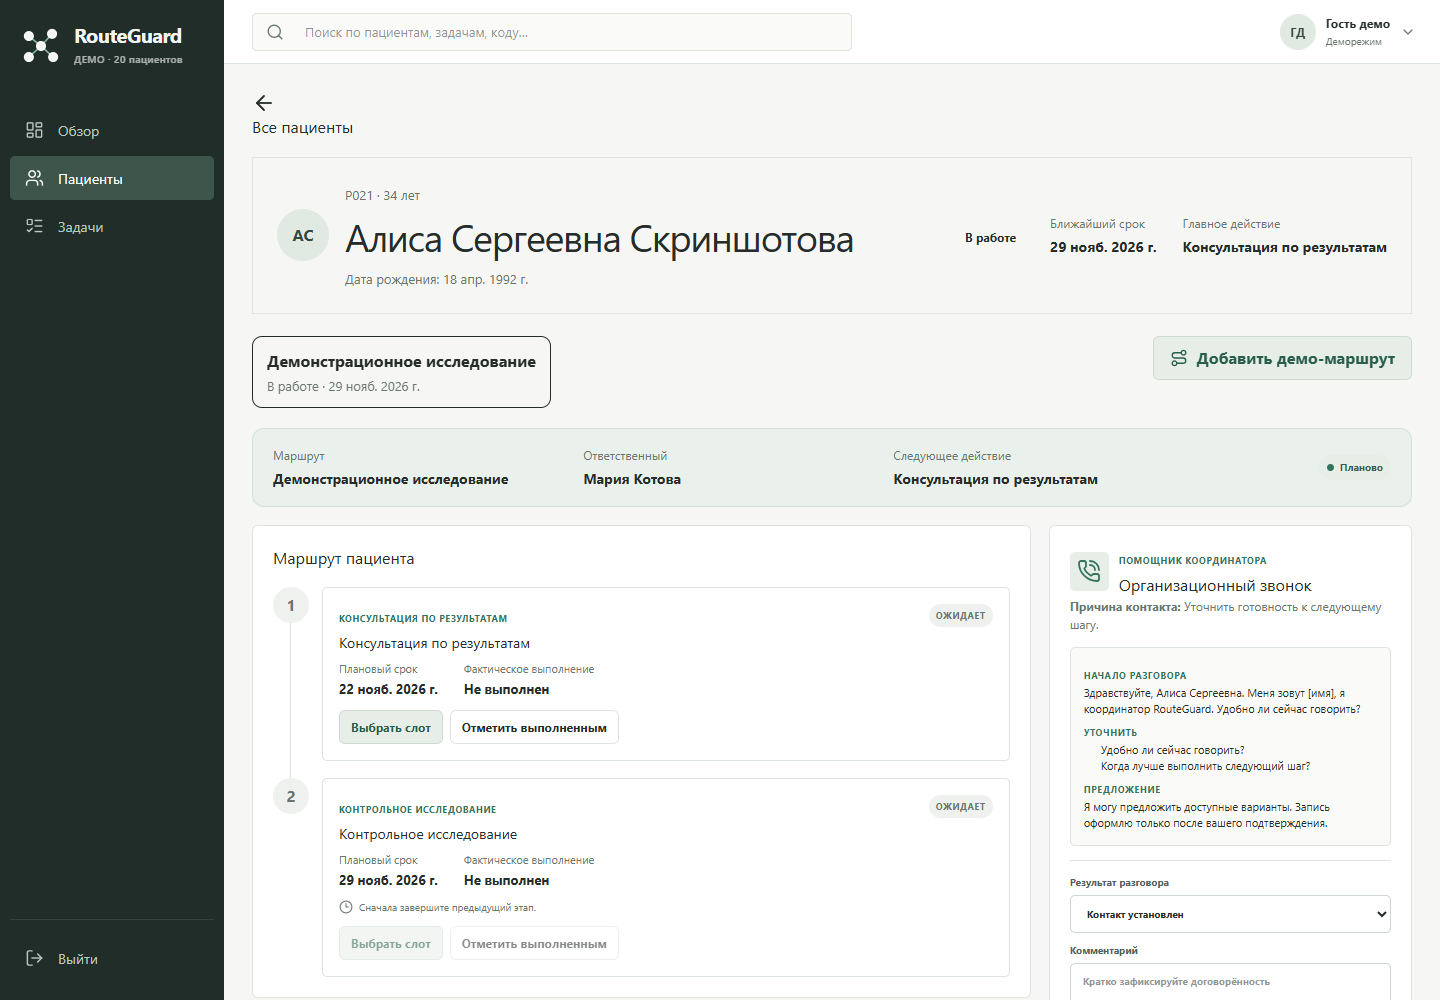 RouteGuard
ДЕМО · 20 пациентов
Обзор
Пациенты
Задачи
Выйти
Поиск по пациентам, задачам, коду...
ГД
Гость демо
Деморежим
Все пациенты
АС
P021 · 34 лет
Алиса Сергеевна Скриншотова
Дата рождения: 18 апр. 1992 г.
В работе
Ближайший срок
29 нояб. 2026 г.
Главное действие
Консультация по результатам
Демонстрационное исследование
В работе · 29 нояб. 2026 г.
Добавить демо-маршрут
Маршрут
Демонстрационное исследование
Ответственный
Мария Котова
Следующее действие
Консультация по результатам
Планово
Маршрут пациента
1
КОНСУЛЬТАЦИЯ ПО РЕЗУЛЬТАТАМ
ОЖИДАЕТ
Консультация по результатам
Плановый срок
Фактическое выполнение
22 нояб. 2026 г.
Не выполнен
Выбрать слот
Отметить выполненным
2
КОНТРОЛЬНОЕ ИССЛЕДОВАНИЕ
ОЖИДАЕТ
Контрольное исследование
Плановый срок
Фактическое выполнение
29 нояб. 2026 г.
Не выполнен
Сначала завершите предыдущий этап.
Выбрать слот
Отметить выполненным
ПОМОЩНИК КООРДИНАТОРА
Организационный звонок
Причина контакта: Уточнить готовность к следующему
шагу.
НАЧАЛО РАЗГОВОРА
Здравствуйте, Алиса Сергеевна. Меня зовут [имя], я
координатор RouteGuard. Удобно ли сейчас говорить?
УТОЧНИТЬ
Удобно ли сейчас говорить?
Когда лучше выполнить следующий шаг?
ПРЕДЛОЖЕНИЕ
Я могу предложить доступные варианты. Запись
оформлю только после вашего подтверждения.
Результат разговора
Контакт установлен
Комментарий
Кратко зафиксируйте договорённость